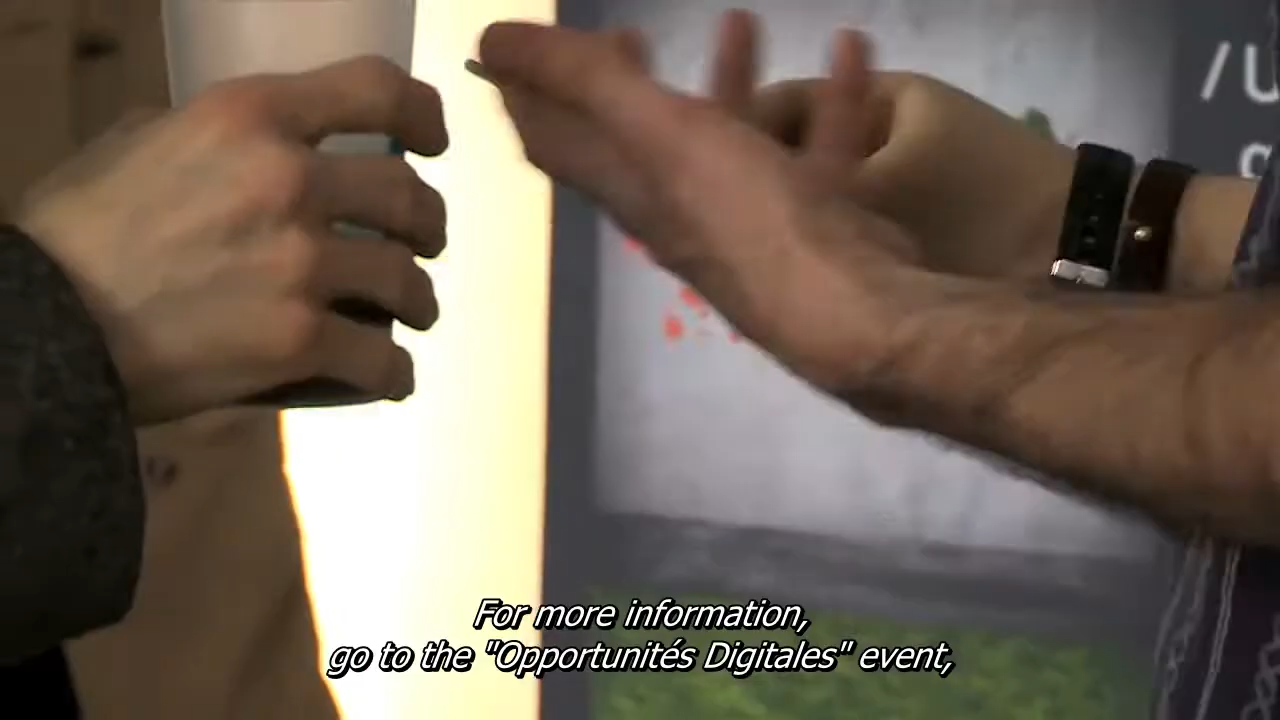 /U
For more information,
go to the "Opportunités Digitales" event,